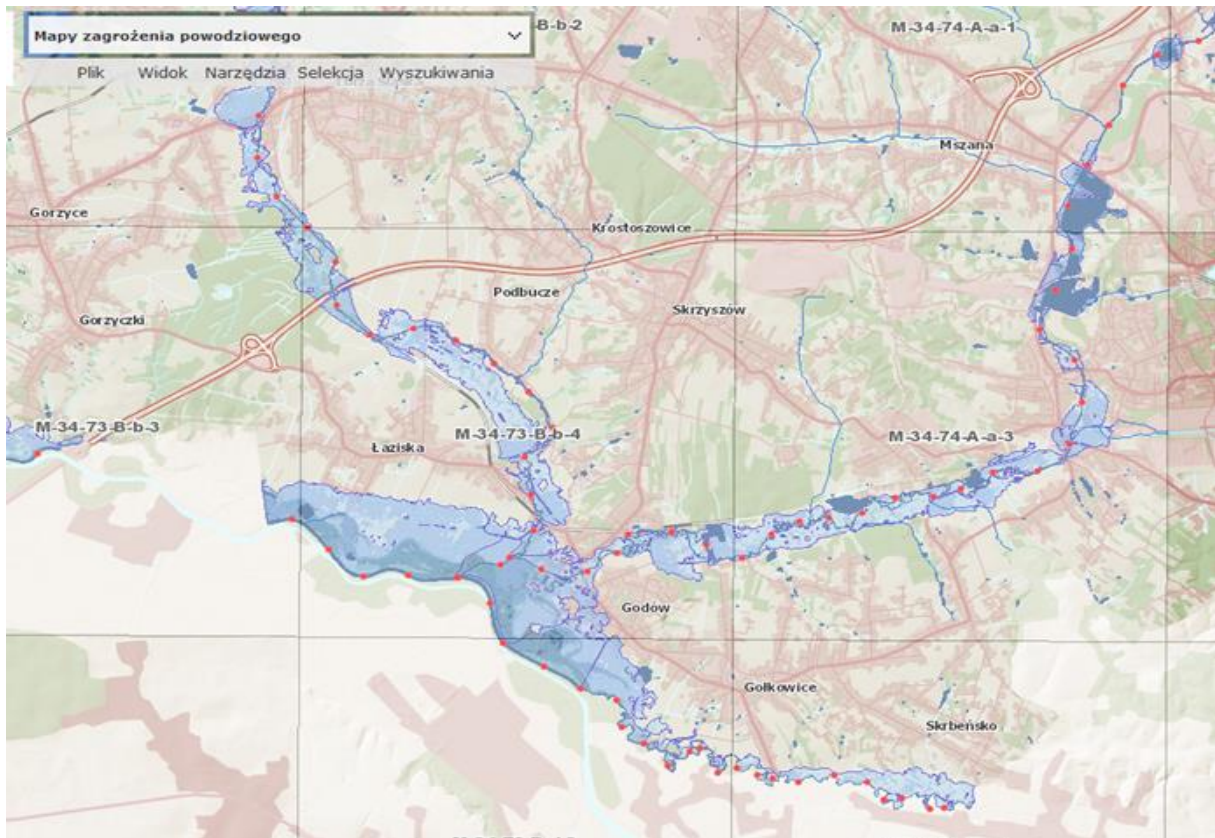 B-b-2
M-34-74-A-a-1
Mapy zagrożenia powodziowego
Plik Widok Narzędzia Selekcja Wyszukiwania
Mszana
Gorzyce
Krostoszowice
Podbucze
Gorzyczki
Skrzyszów
M-34-73-B-b-3
M-34-73-B-b-4
M-34-74-A-a-3
Łaziska
Godów
Gołkowice
Skrbeńsko